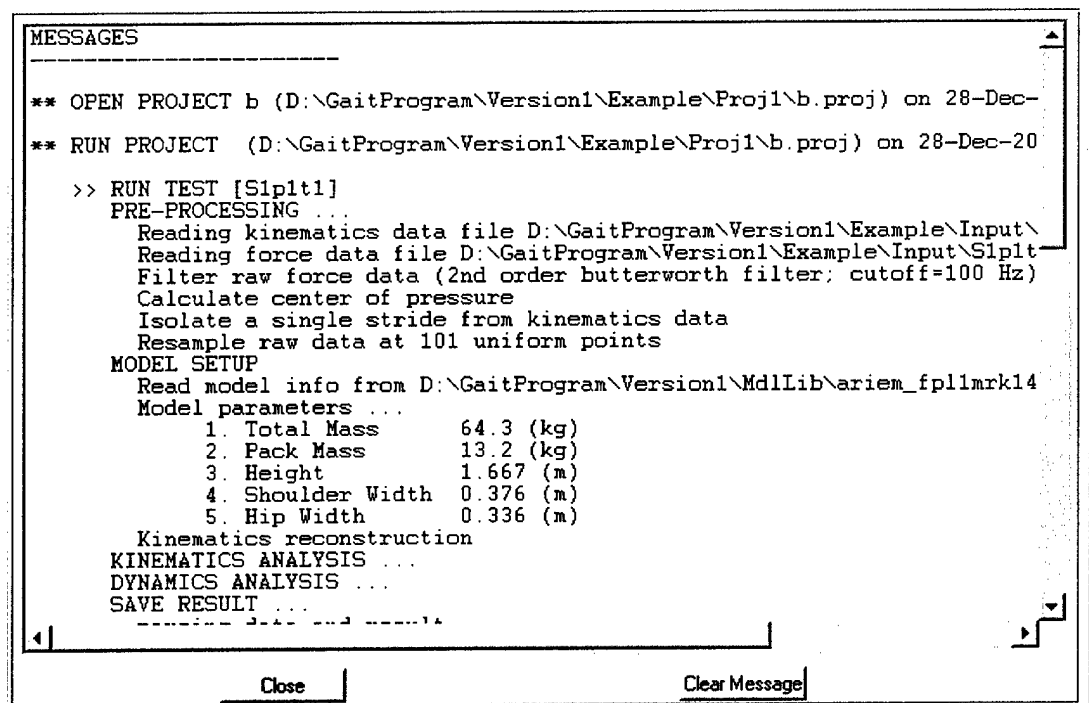 MESSAGES
-----------------------
** OPEN PROJECT b (D:\GaitProgram\Version1\Example\Proj1\b.proj) on 28-Dec-
** RUN PROJECT  (D:\GaitProgram\Version1\Example\Proj1\b.proj) on 28-Dec-20
>> RUN TEST [S1p1t1]
PRE-PROCESSING ...
Reading kinematics data file D:\GaitProgram\Version1\Example\Input\
Reading force data file D:\GaitProgram\Version1\Example\Input\S1p1t
Filter raw force data (2nd order butterworth filter; cutoff=100 Hz)
Calculate center of pressure
Isolate a single stride from kinematics data
Resample raw data at 101 uniform points
MODEL SETUP
Read model info from D:\GaitProgram\Version1\MdlLib\ariem_fpl1mrk14
Model parameters ...
1. Total Mass 64.3 (kg)
2. Pack Mass 13.2 (kg)
3. Height 1.667 (m)
4. Shoulder Width 0.376 (m)
5. Hip Width 0.336 (m)
Kinematics reconstruction
KINEMATICS ANALYSIS ...
DYNAMICS ANALYSIS ...
SAVE RESULT ...
Close
Clear Message